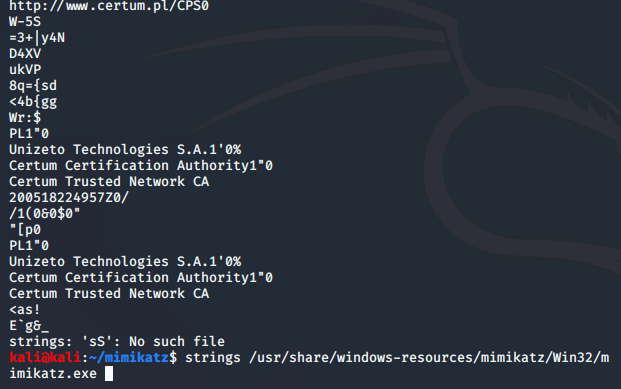 http://www.certum.pl/CPS0
W-5S
=3+|y4N
D4XV
ukVP
8q={sd
<4b{gg
Wr:$
PL1"0
Unizeto Technologies S.A.1'0%
Certum Certification Authority1"0
Certum Trusted Network CA
200518224957Z0/
/1(0&0$0"
"[p0
PL1"0
Unizeto Technologies S.A.1'0%
Certum Certification Authority1"0
Certum Trusted Network CA
<as!
E`g&_
strings: 'sS': No such file
kali@kali:~/mimikatz$ strings /usr/share/windows-resources/mimikatz/Win32/m
imikatz.exe